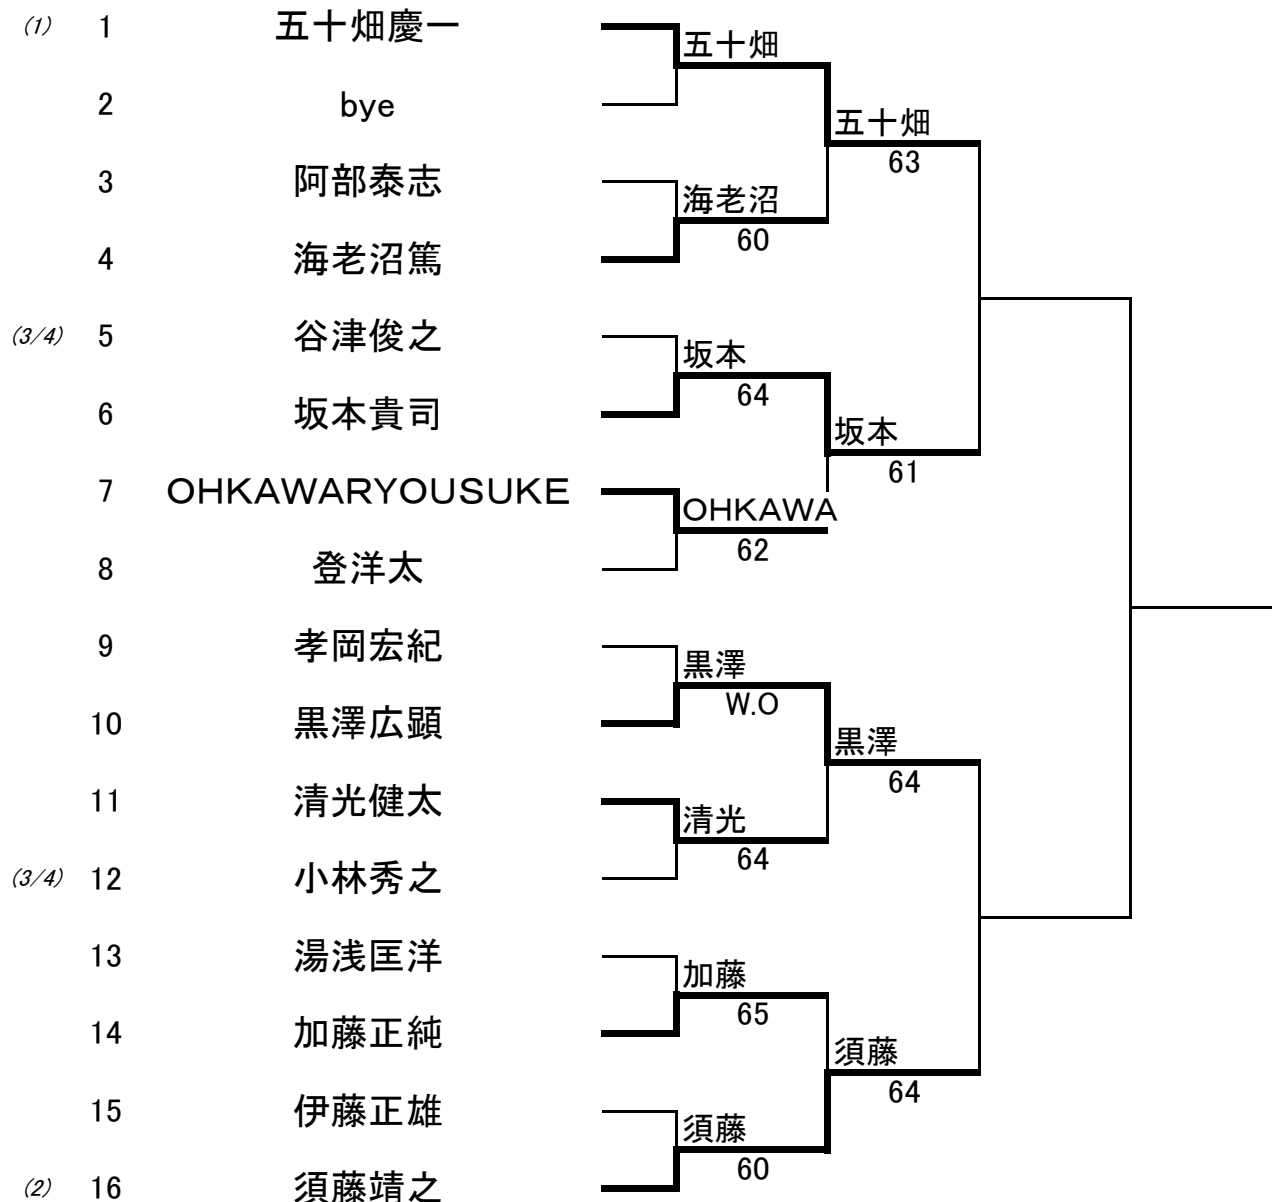 (1) 1 五十畑慶一
五十畑
2 bye
五十畑
63
3 阿部泰志
海老沼
60
4 海老沼篤
(3/4) 5 谷津俊之
坂本
64
6 坂本貴司
坂本
61
7 OHKAWARYOUSUKE
OHKAWA
62
8 登洋太
9 孝岡宏紀
黒澤
W.O
10 黒澤広顕
黒澤
64
11 清光健太
清光
64
(3/4) 12 小林秀之
13 湯浅匡洋
加藤
65
14 加藤正純
須藤
64
15 伊藤正雄
須藤
60
(2) 16 須藤靖之